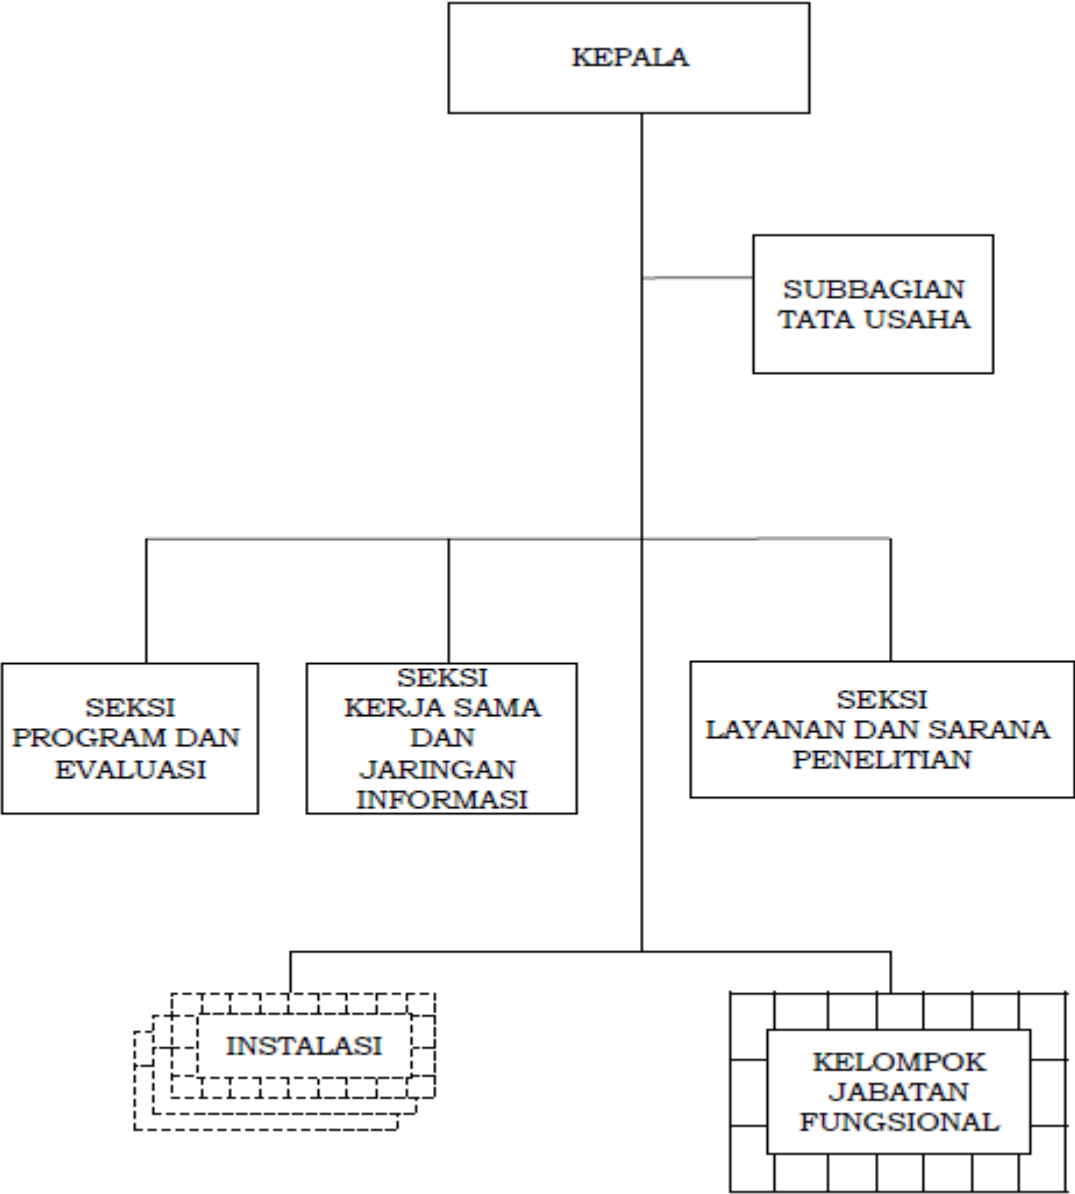 KEPALA
SUBBAGIAN
TATA USAHA
SEKSI
PROGRAM DAN
EVALUASI
SEKSI
KERJA SAMA
DAN
JARINGAN
INFORMASI
SEKSI
LAYANAN DAN SARANA
PENELITIAN
INSTALASI
KELOMPOK
JABATAN
FUNGSIONAL